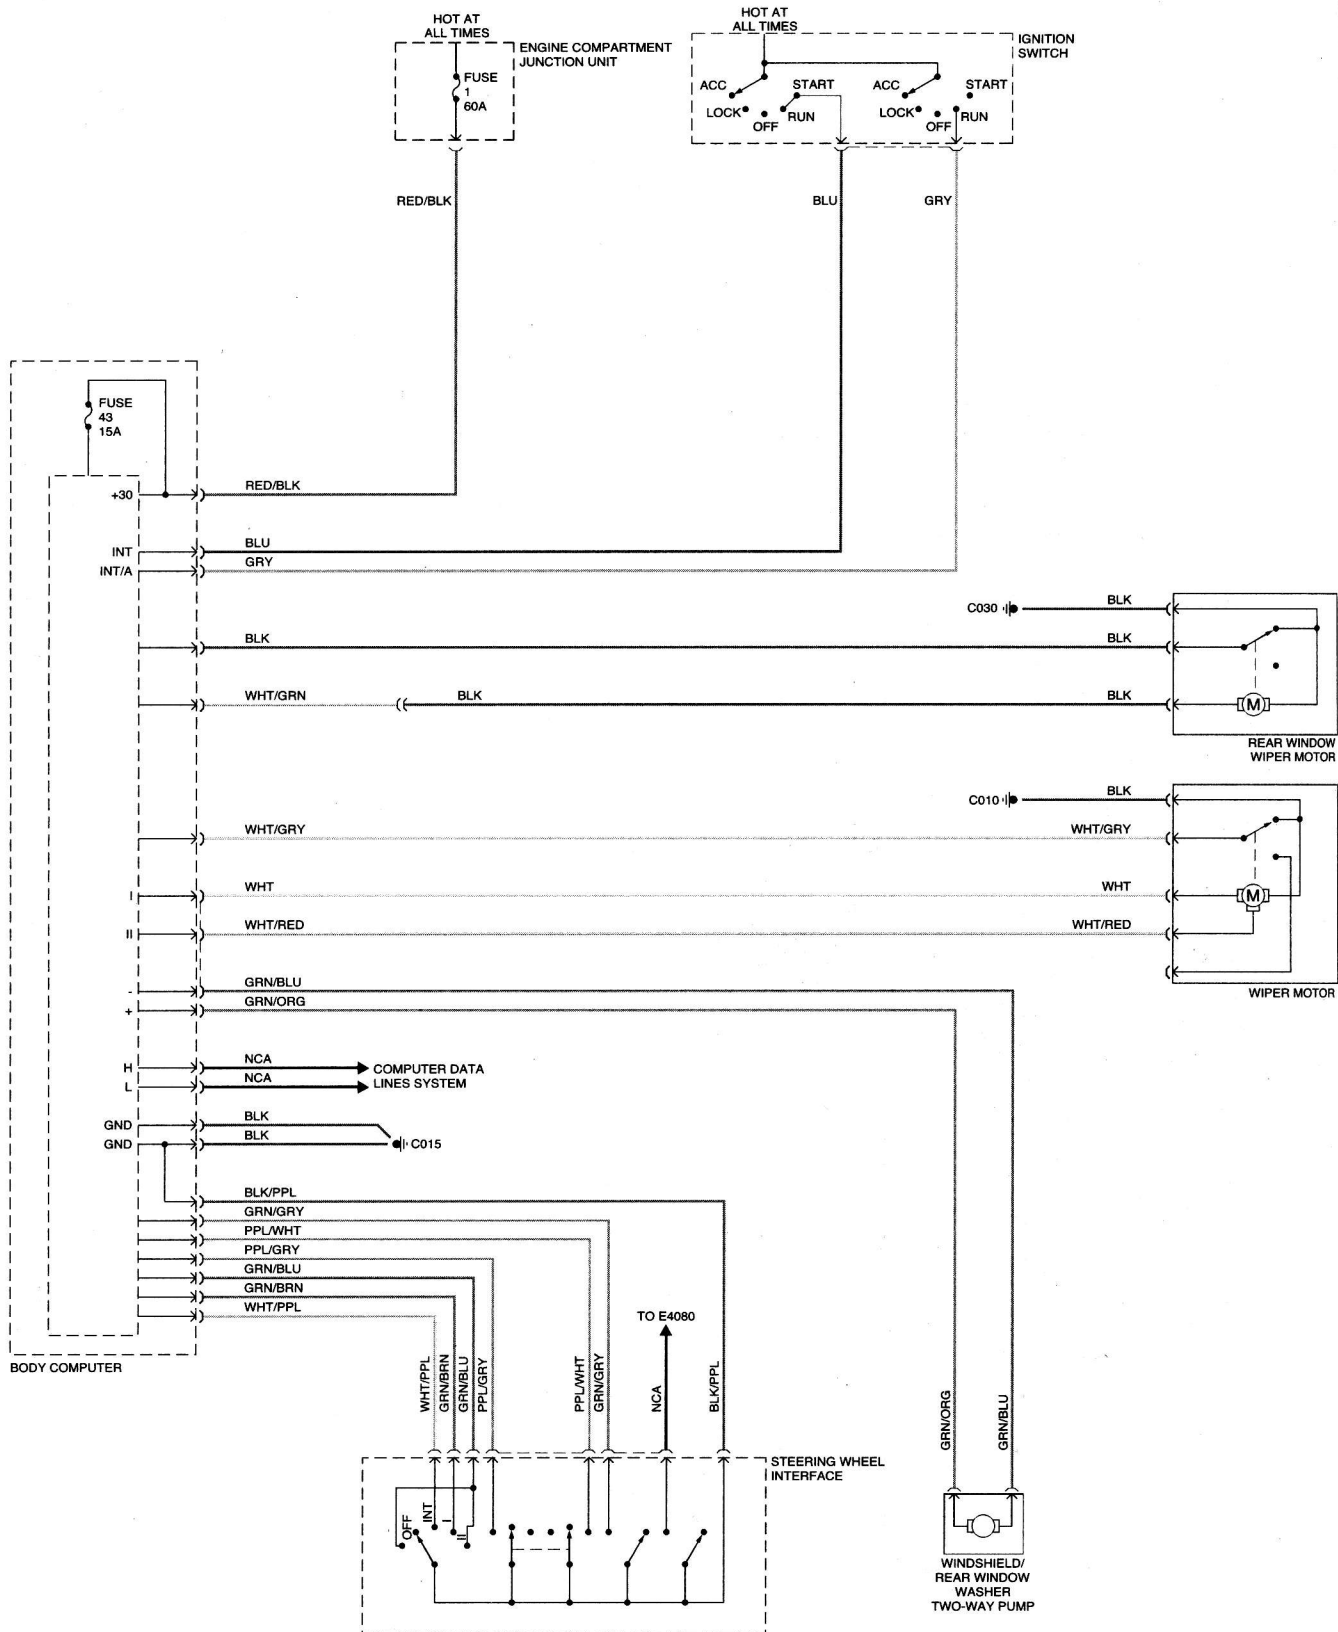 HOT AT
ALL TIMES
ENGINE COMPARTMENT
JUNCTION UNIT
FUSE
1
60A
HOT AT
ALL TIMES
IGNITION
SWITCH
ACC
START
LOCK
OFF
RUN
ACC
START
LOCK
OFF
RUN
RED/BLK
BLU
GRY
FUSE
43
15A
+30
RED/BLK
INT
BLU
INT/A
GRY
C030
BLK
BLK
BLK
WHT/GRN
BLK
BLK
M
REAR WINDOW
WIPER MOTOR
C010
BLK
WHT/GRY
WHT/GRY
I
WHT
WHT
M
II
WHT/RED
WHT/RED
WIPER MOTOR
-
GRN/BLU
+
GRN/ORG
H
NCA
COMPUTER DATA
LINES SYSTEM
L
NCA
GND
BLK
GND
BLK
C015
BLK/PPL
GRN/GRY
PPL/WHT
PPL/GRY
GRN/BLU
GRN/BRN
WHT/PPL
BODY COMPUTER
TO E4080
WHT/PPL
GRN/BRN
GRN/BLU
PPL/GRY
PPL/WHT
GRN/GRY
NCA
BLK/PPL
GRN/ORG
GRN/BLU
STEERING WHEEL
INTERFACE
OFF
INT
I
II
WINDSHIELD/
REAR WINDOW
WASHER
TWO-WAY PUMP